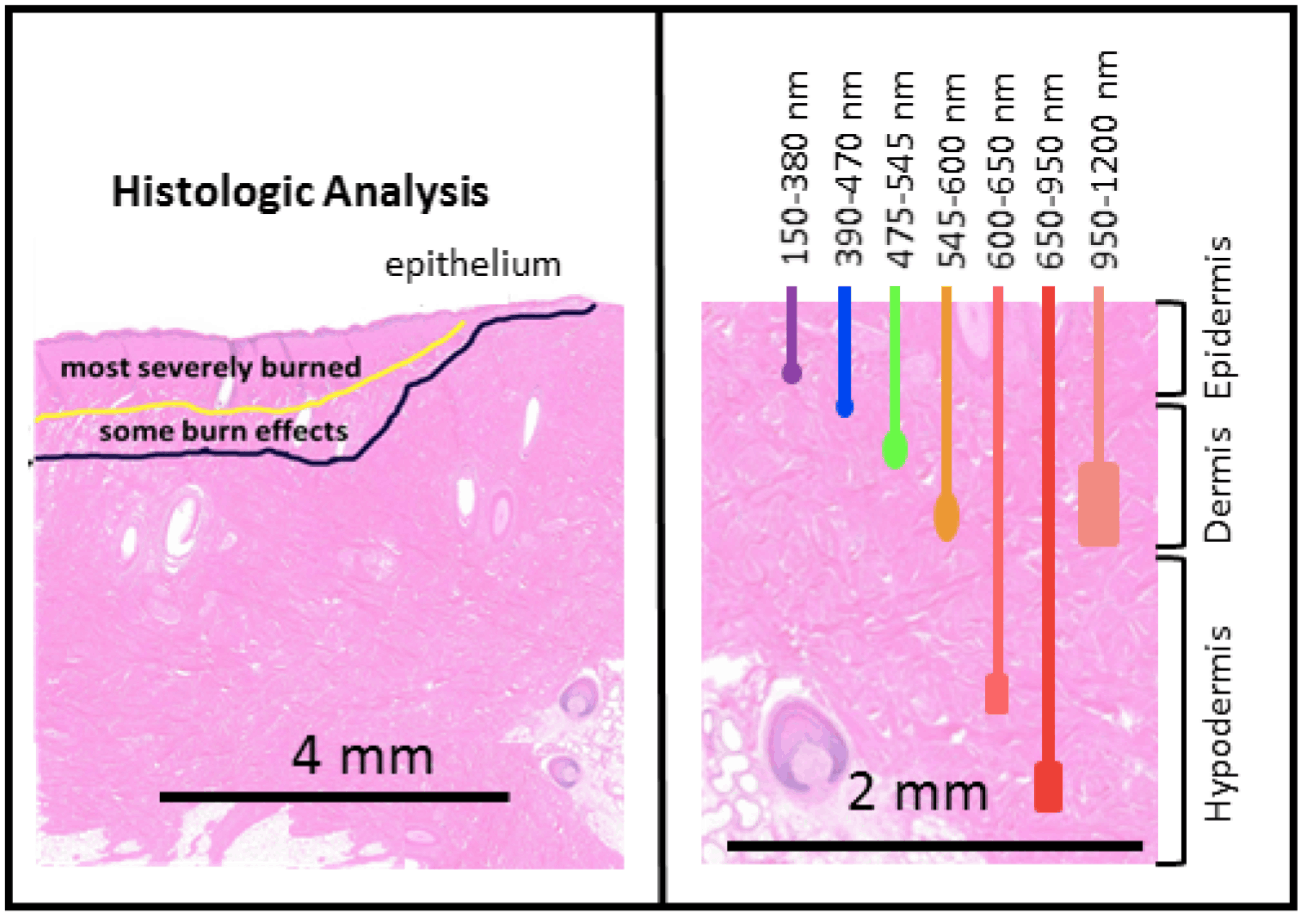 Histologic Analysis
epithelium
most severely burned
some burn effects
4 mm
150-380 nm
390-470 nm
475-545 nm
545-600 nm
600-650 nm
650-950 nm
950-1200 nm
Epidermis
Dermis
Hypodermis
2 mm